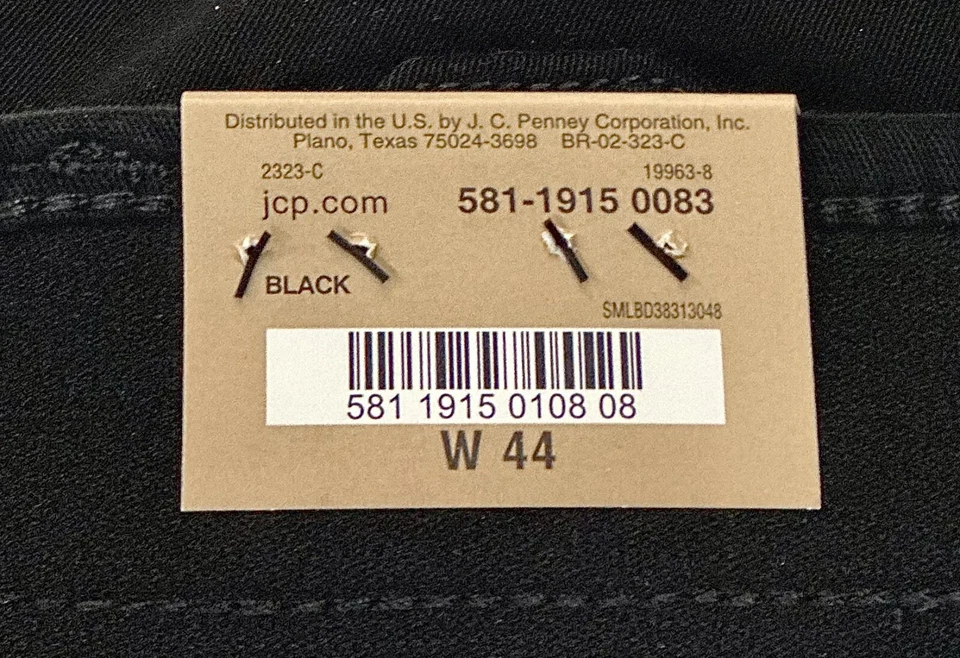 Distributed in the U.S. by J. C. Penney Corporation, Inc.
Plano, Texas 75024-3698 BR-02-323-C
2323-C 19963-8
jcp.com 581-1915 0083
BLACK
SMLBD38313048
581 1915 0108 08
W 44